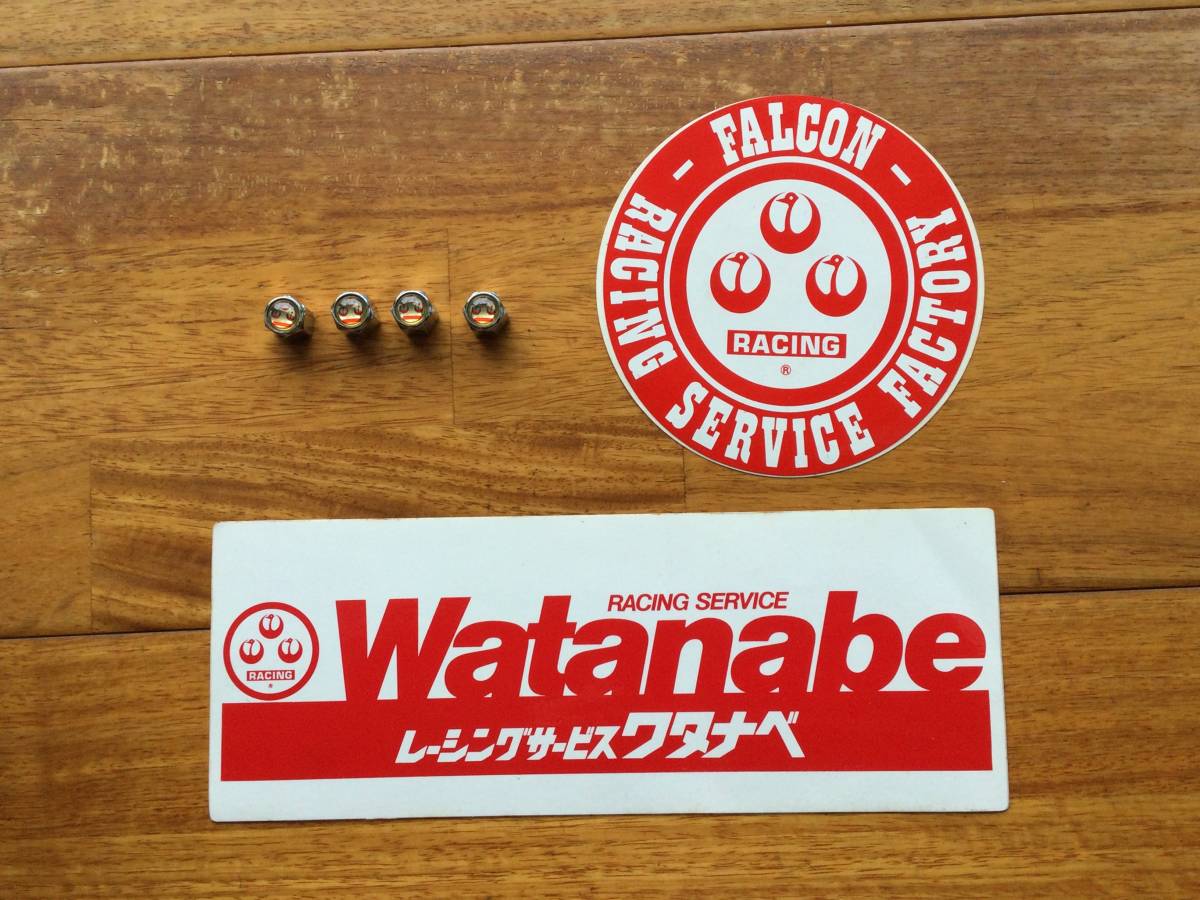 - FALCON -
RACING SERVICE FACTORY
RACING
®
RACING SERVICE
Watanabe
RACING
®
レーシングサービスワタナベ